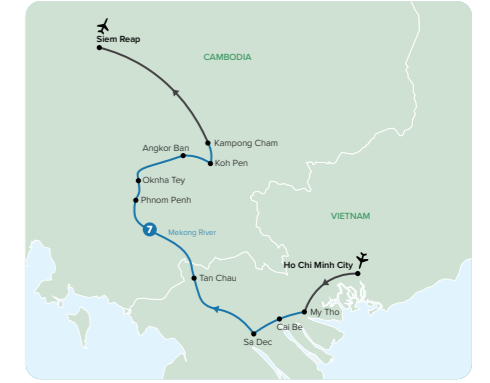 Siem Reap
CAMBODIA
Kampong Cham
Angkor Ban
Koh Pen
Oknha Tey
Phnom Penh
VIETNAM
7
Mekong River
Ho Chi Minh City
Tan Chau
My Tho
Cai Be
Sa Dec